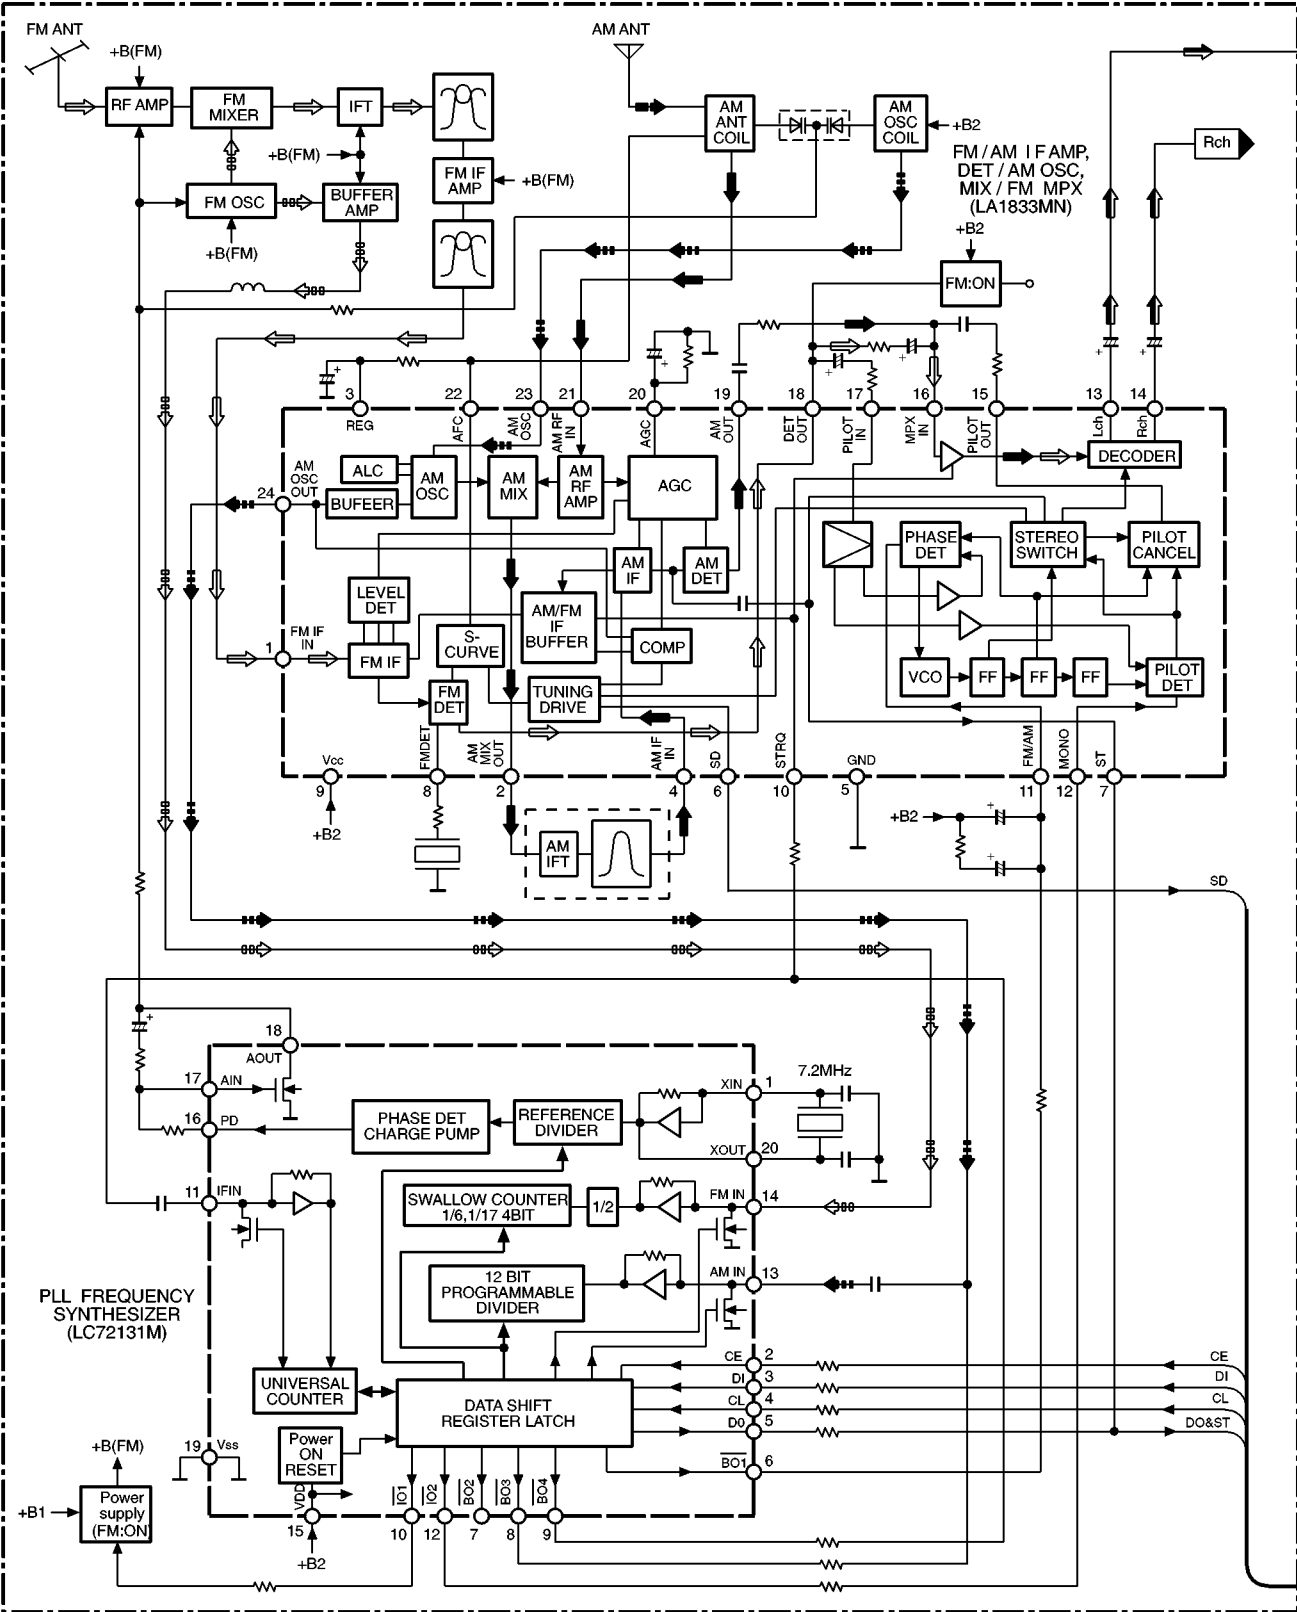 FM ANT
+B(FM)
RF AMP
FM
MIXER
IFT
+B(FM)
FM IF
AMP
+B(FM)
FM OSC
BUFFER
AMP
+B(FM)
AM ANT
AM
ANT
COIL
AM
OSC
COIL
+B2
FM / AM I F AMP,
DET / AM OSC,
MIX / FM MPX
(LA1833MN)
+B2
FM:ON
Rch
3
22
23
21
20
19
18
17
16
15
13
14
REG
AFC
AM
OSC
AM RF
IN
AGC
AM
OUT
DET
OUT
PILOT
IN
MPX
IN
PILOT
OUT
Lch
Rch
AM
OSC
OUT
24
ALC
BUFEER
AM
OSC
AM
MIX
AM
RF
AMP
AGC
DECODER
PHASE
DET
STEREO
SWITCH
PILOT
CANCEL
AM
IF
AM
DET
LEVEL
DET
AM/FM
IF
BUFFER
S-
CURVE
COMP
FM IF
IN
1
FM IF
FM
DET
TUNING
DRIVE
VCO
FF
FF
FF
PILOT
DET
Vcc
9
+B2
FMDET
8
AM
MIX
OUT
2
AM IF
IN
4
SD
6
STRQ
10
GND
5
FM/AM
11
MONO
12
ST
7
AM
IFT
+B2
SD
18
AOUT
17
AIN
16
PD
PHASE DET
CHARGE PUMP
REFERENCE
DIVIDER
XIN
1
7.2MHz
XOUT
20
11
IFIN
SWALLOW COUNTER
1/6,1/17 4BIT
1/2
FM IN
14
12 BIT
PROGRAMMABLE
DIVIDER
AM IN
13
PLL FREQUENCY
SYNTHESIZER
(LC72131M)
UNIVERSAL
COUNTER
DATA SHIFT
REGISTER LATCH
CE
2
CE
DI
3
DI
CL
4
CL
D0
5
DO&ST
BO1
6
Power
ON
RESET
19
Vss
+B(FM)
+B1
Power
supply
(FM:ON)
VDD
15
+B2
IO1
10
IO2
12
BO2
7
BO3
8
BO4
9